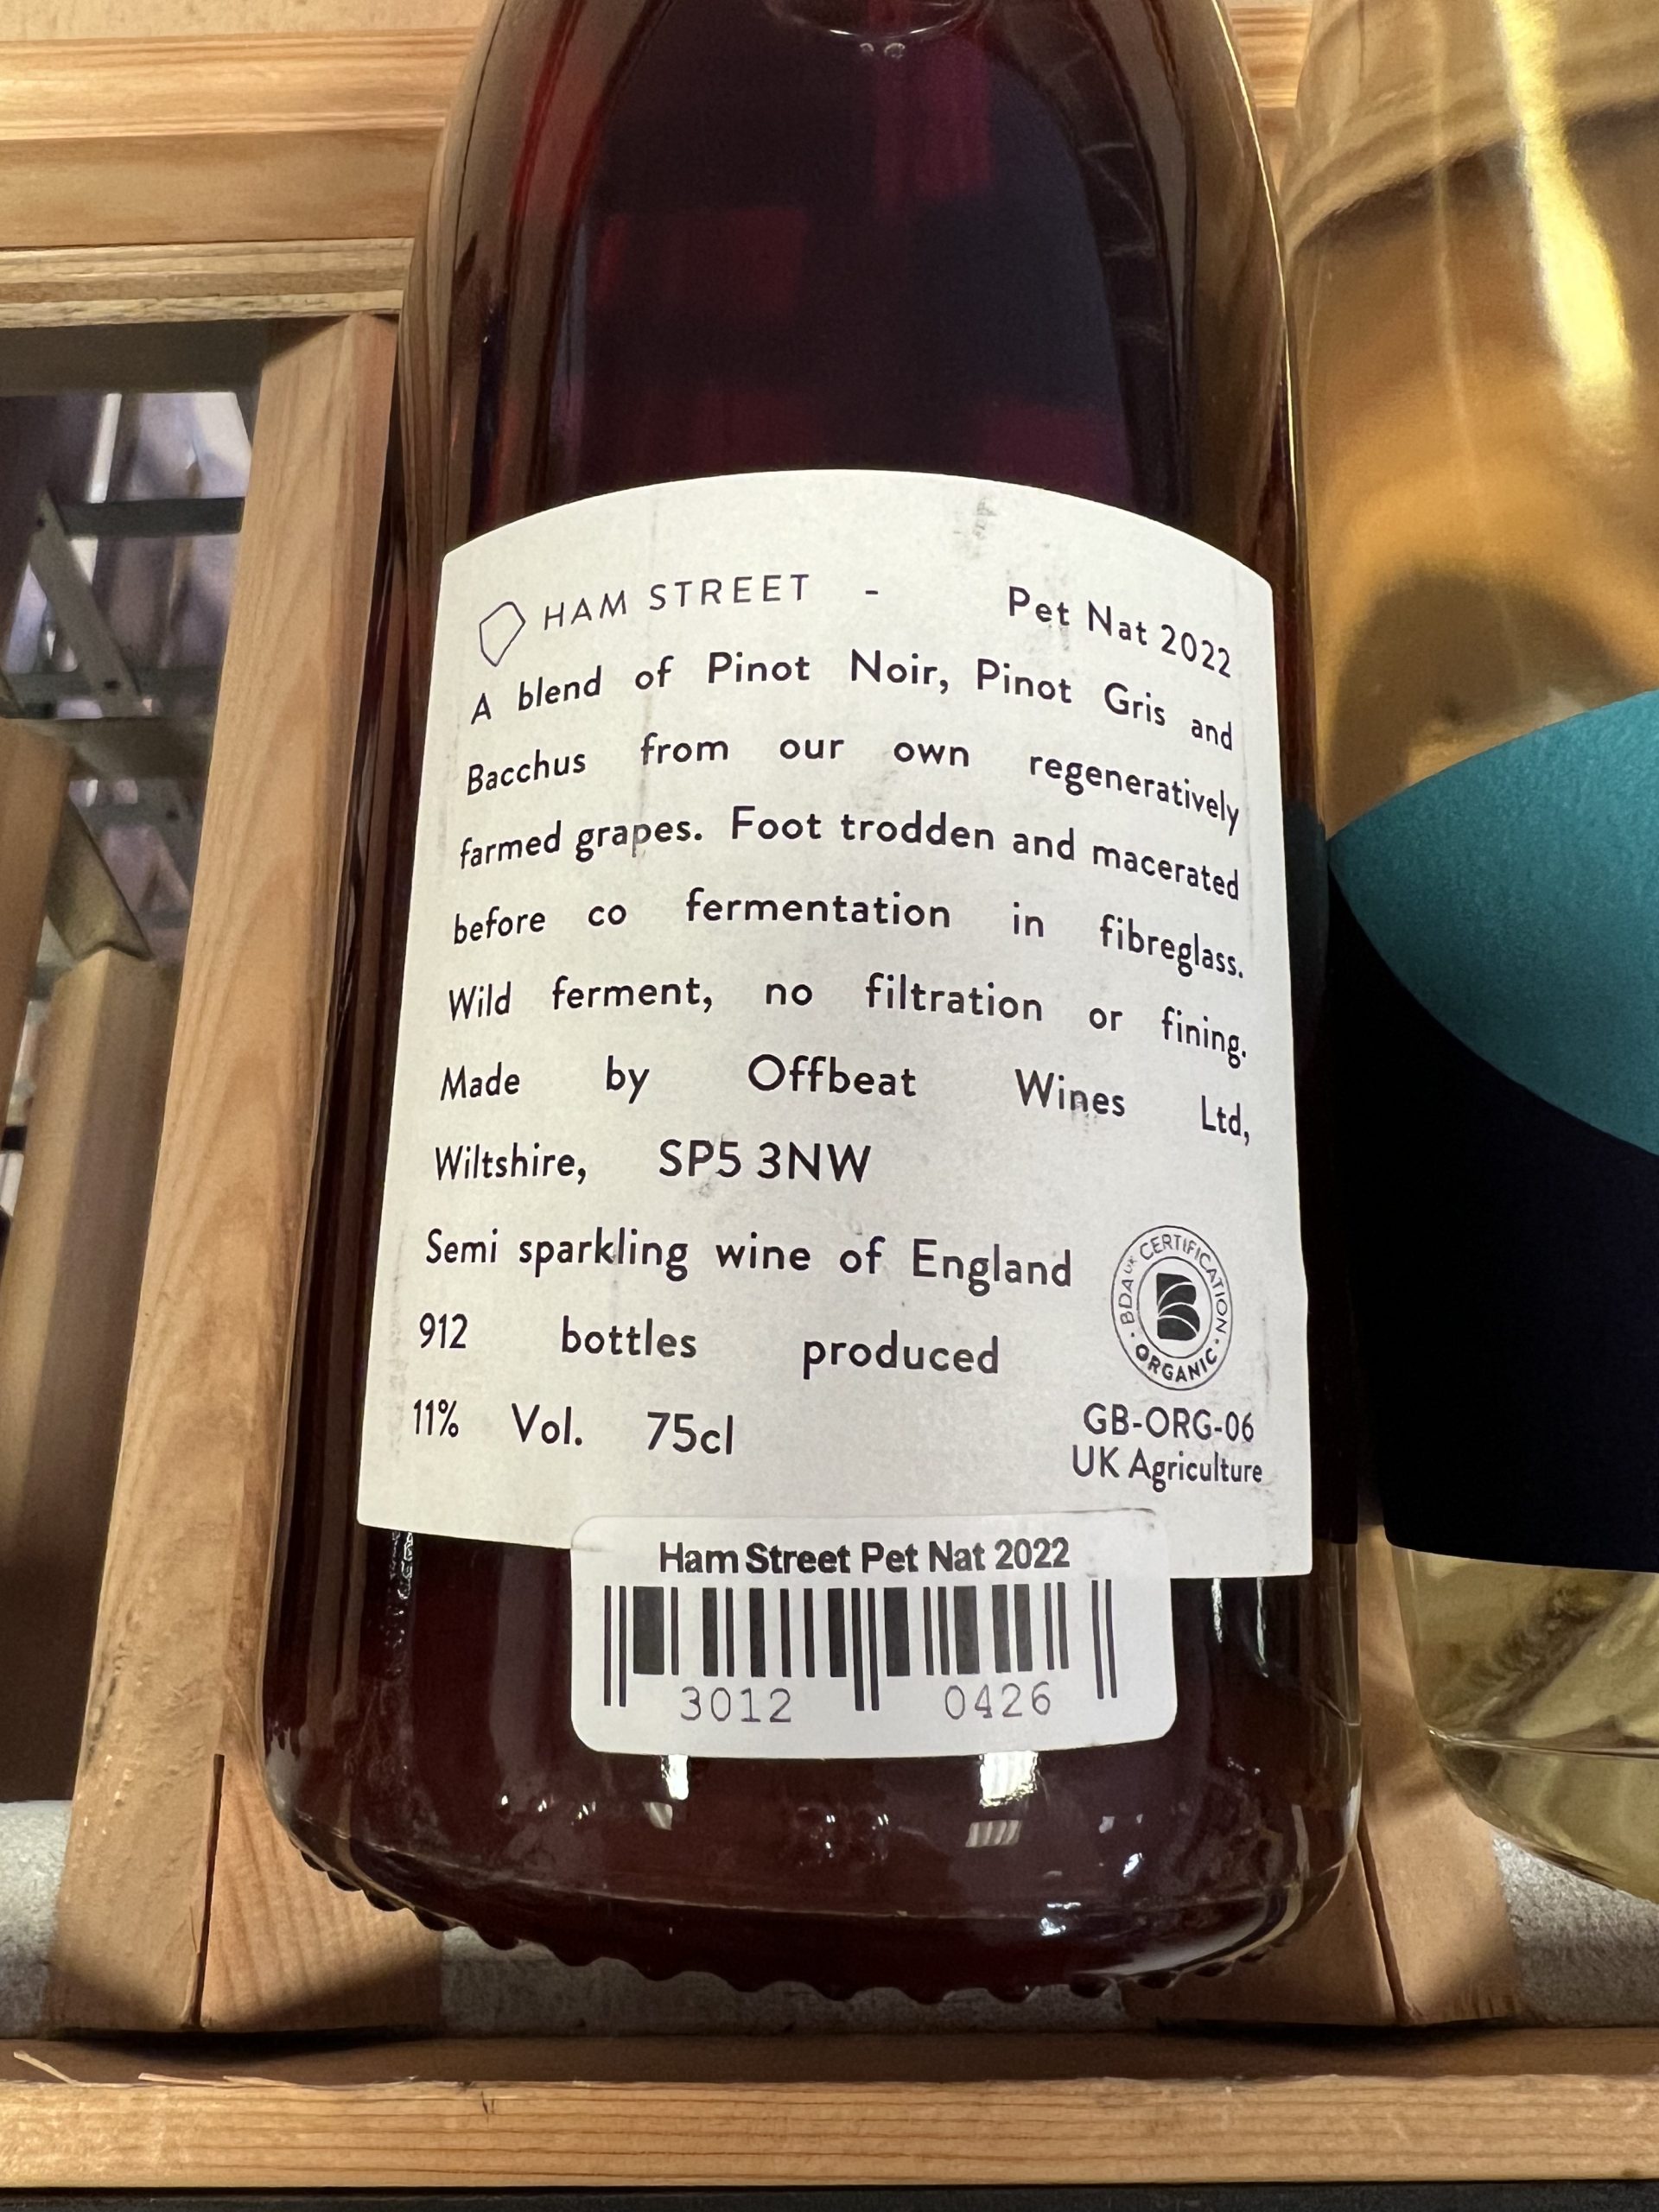 HAM STREET - Pet Nat 2022
A blend of Pinot Noir, Pinot Gris and
Bacchus from our own regeneratively
farmed grapes. Foot trodden and macerated
before co fermentation in fibreglass.
Wild ferment, no filtration or fining.
Made by Offbeat Wines Ltd,
Wiltshire, SP5 3NW
Semi sparkling wine of England
912 bottles produced
11% Vol. 75cl
BDA UK CERTIFICATION · ORGANIC ·
B
GB-ORG-06
UK Agriculture
Ham Street Pet Nat 2022
3012 0426